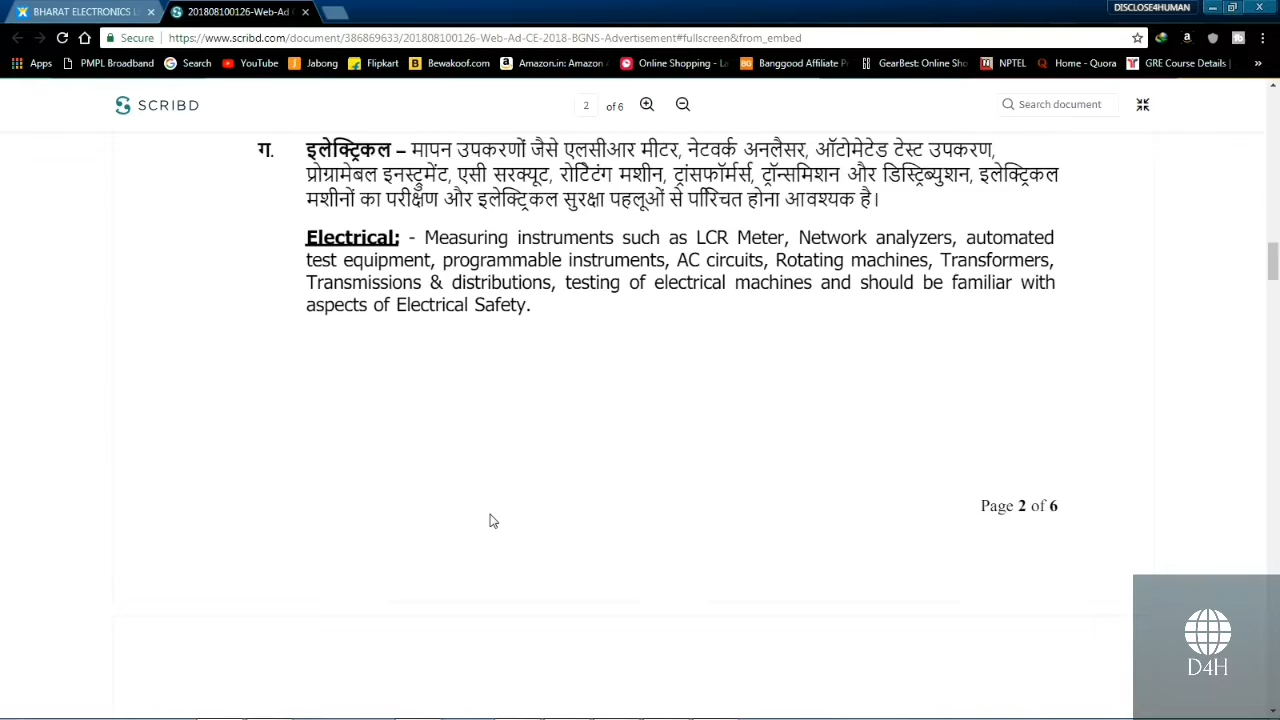 BHARAT ELECTRONICS L
201808100126-Web-Ad
DISCLOSE4HUMAN
Secure
https://www.scribd.com/document/386869633/201808100126-Web-Ad-CE-2018-BGNS-Advertisement#fullscreen&from_embed
Apps PMPL Broadband Search YouTube Jabong Flipkart Bewakoof.com Amazon.in: Amazon Online Shopping - La Banggood Affiliate P GearBest: Online Sho NPTEL Home - Quora GRE Course Details
SCRIBD
2 of 6
Search document
ग. इलेक्ट्रिकल – मापन उपकरणों जैसे एलसीआर मीटर, नेटवर्क अनलैसर, ऑटोमेटेड टेस्ट उपकरण,
प्रोग्रामेबल इनस्ट्रुमेंट, एसी सरक्यूट, रोटेटिंग मशीन, ट्रांसफॉर्मर्स, ट्रॉन्समिशन और डिस्ट्रिब्युशन, इलेक्ट्रिकल
मशीनों का परीक्षण और इलेक्ट्रिकल सुरक्षा पहलूओं से परिचित होना आवश्यक है।
Electrical: - Measuring instruments such as LCR Meter, Network analyzers, automated
test equipment, programmable instruments, AC circuits, Rotating machines, Transformers,
Transmissions & distributions, testing of electrical machines and should be familiar with
aspects of Electrical Safety.
Page 2 of 6
D4H